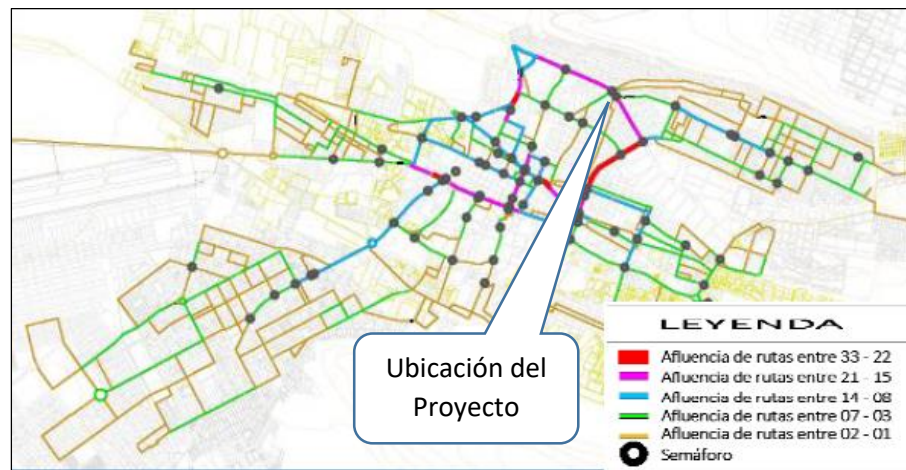 Ubicación del
Proyecto
LEYENDA
Afluencia de rutas entre 33 - 22
Afluencia de rutas entre 21 - 15
Afluencia de rutas entre 14 - 08
Afluencia de rutas entre 07 - 03
Afluencia de rutas entre 02 - 01
Semáforo